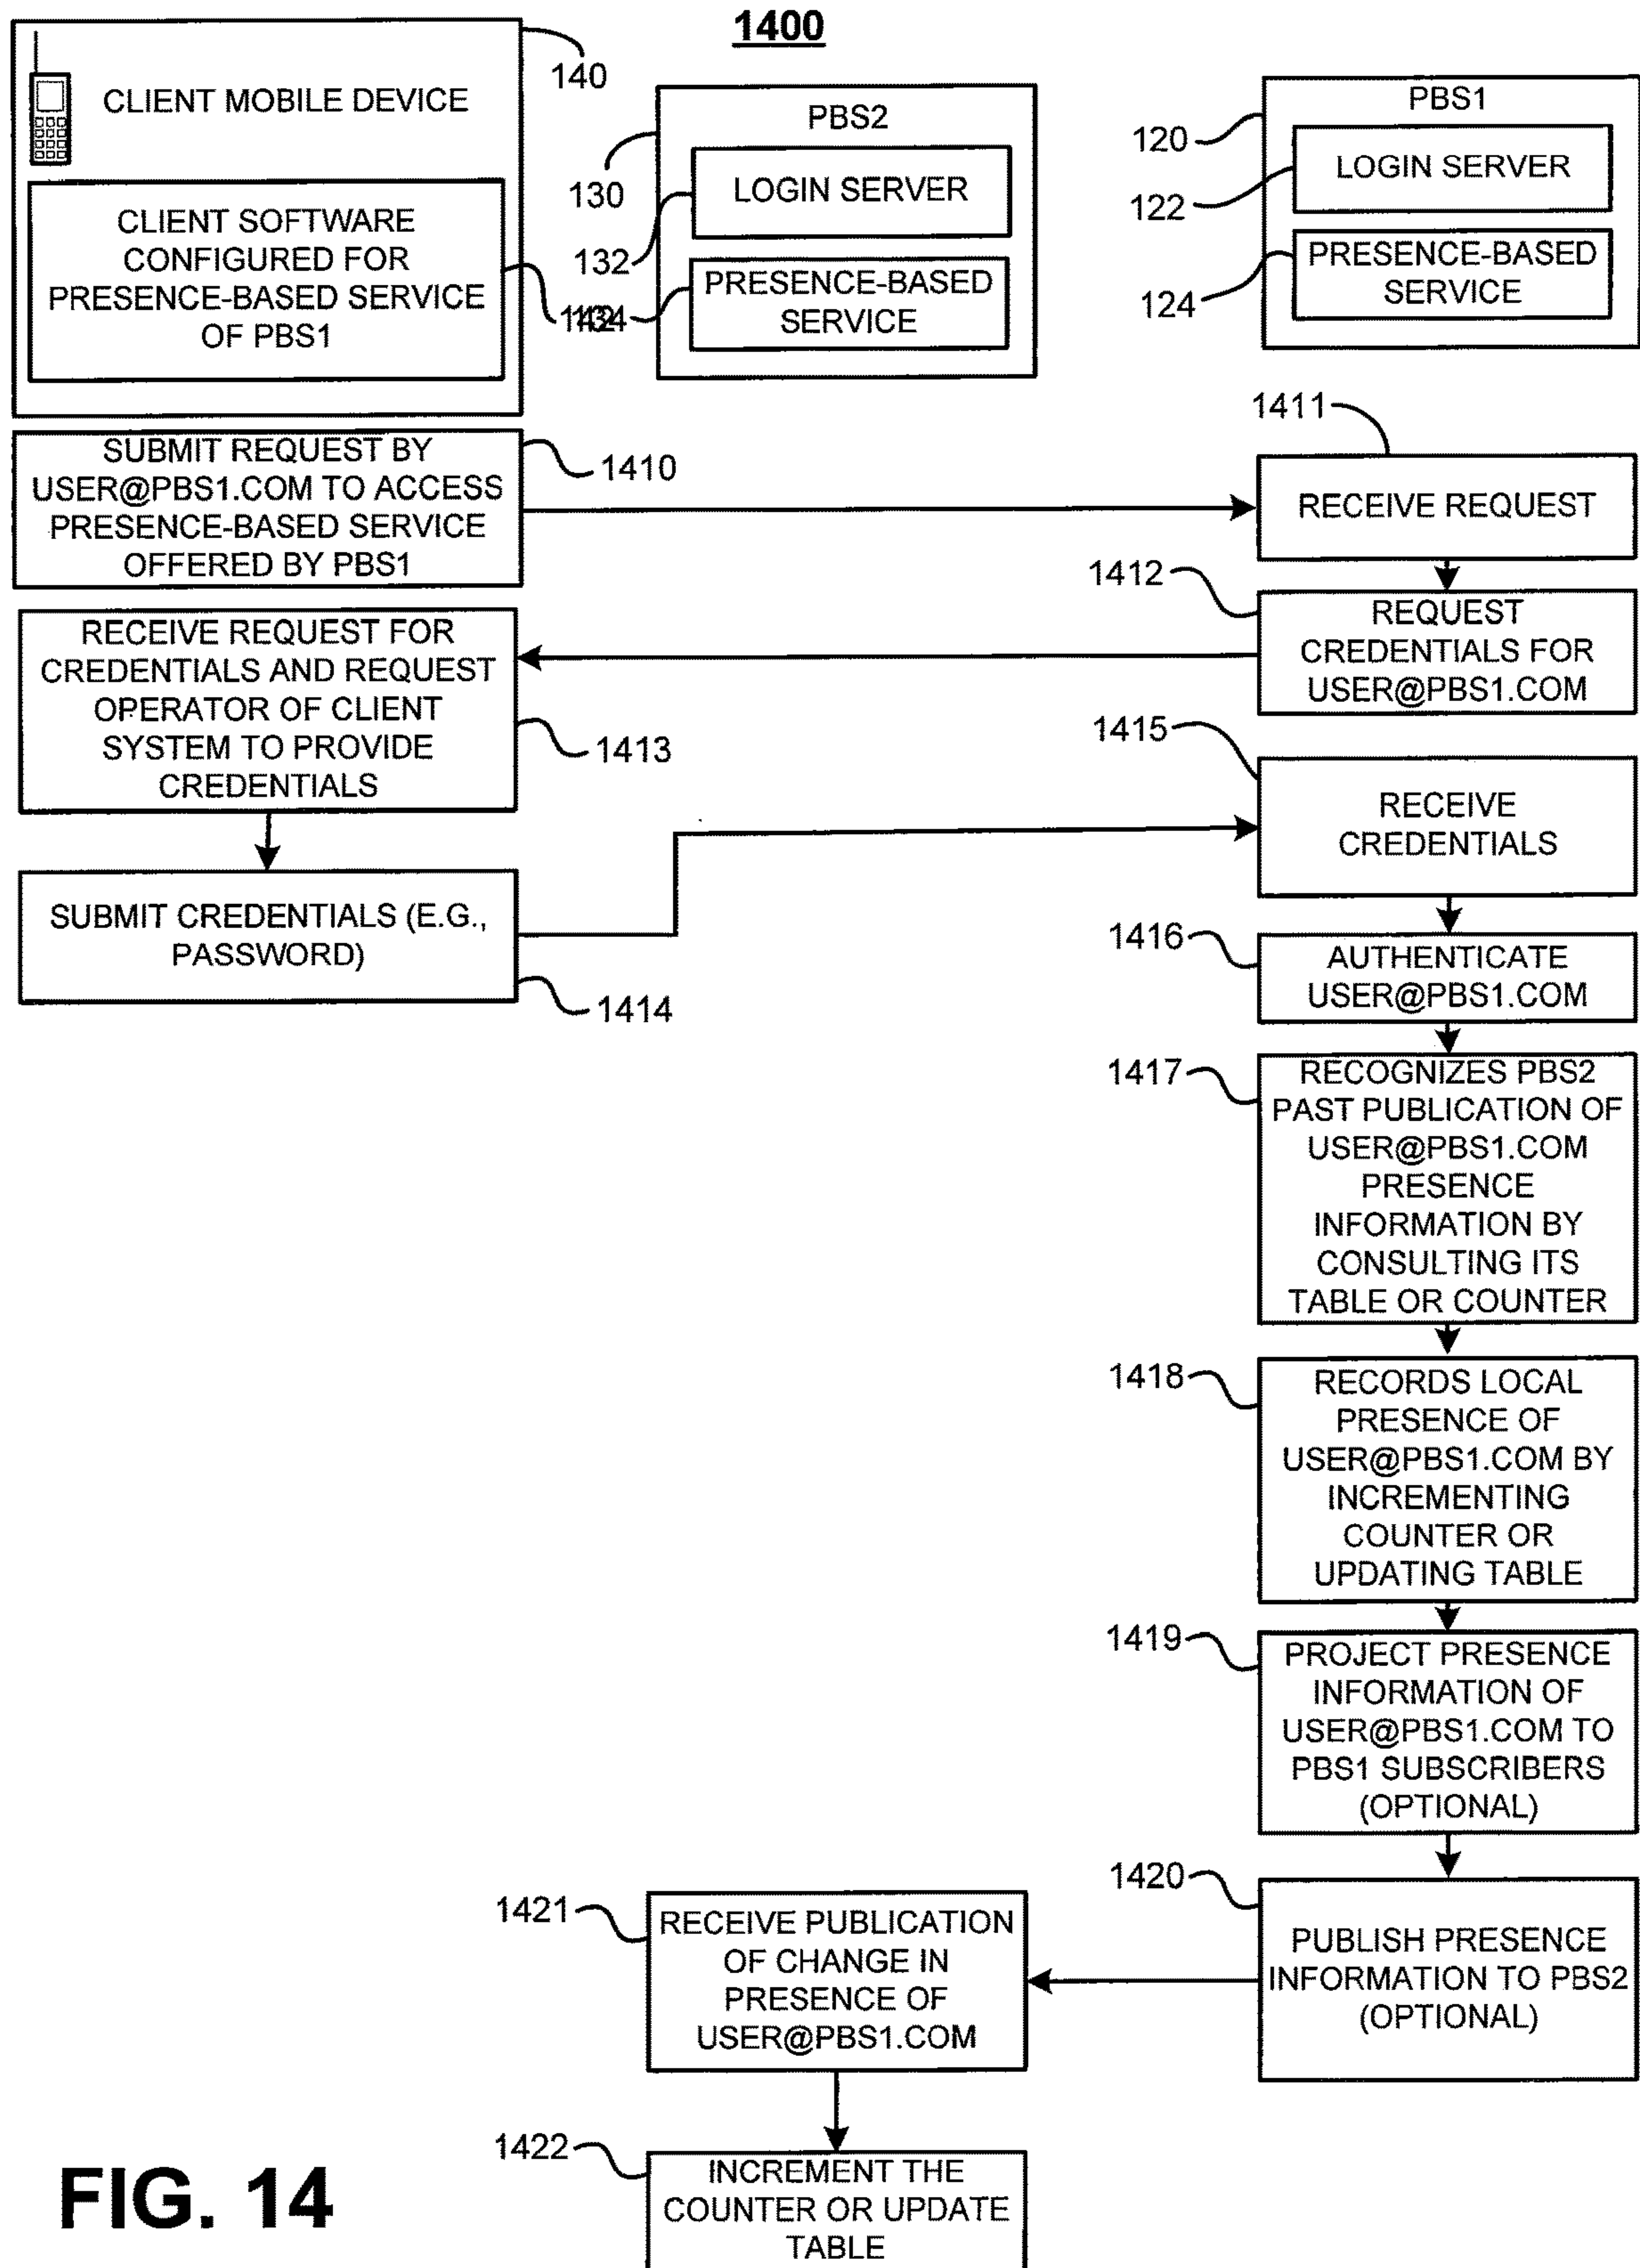 1400
140
CLIENT MOBILE DEVICE
CLIENT SOFTWARE
CONFIGURED FOR
PRESENCE-BASED SERVICE
OF PBS1
PBS2
130
LOGIN SERVER
132
PRESENCE-BASED
SERVICE
134
PBS1
120
LOGIN SERVER
122
PRESENCE-BASED
SERVICE
124
SUBMIT REQUEST BY
USER@PBS1.COM TO ACCESS
PRESENCE-BASED SERVICE
OFFERED BY PBS1
1410
1411
RECEIVE REQUEST
1412
REQUEST
CREDENTIALS FOR
USER@PBS1.COM
RECEIVE REQUEST FOR
CREDENTIALS AND REQUEST
OPERATOR OF CLIENT
SYSTEM TO PROVIDE
CREDENTIALS
1413
SUBMIT CREDENTIALS (E.G.,
PASSWORD)
1414
1415
RECEIVE
CREDENTIALS
1416
AUTHENTICATE
USER@PBS1.COM
1417
RECOGNIZES PBS2
PAST PUBLICATION OF
USER@PBS1.COM
PRESENCE
INFORMATION BY
CONSULTING ITS
TABLE OR COUNTER
1418
RECORDS LOCAL
PRESENCE OF
USER@PBS1.COM BY
INCREMENTING
COUNTER OR
UPDATING TABLE
1419
PROJECT PRESENCE
INFORMATION OF
USER@PBS1.COM TO
PBS1 SUBSCRIBERS
(OPTIONAL)
1420
PUBLISH PRESENCE
INFORMATION TO PBS2
(OPTIONAL)
1421
RECEIVE PUBLICATION
OF CHANGE IN
PRESENCE OF
USER@PBS1.COM
1422
INCREMENT THE
COUNTER OR UPDATE
TABLE
FIG. 14